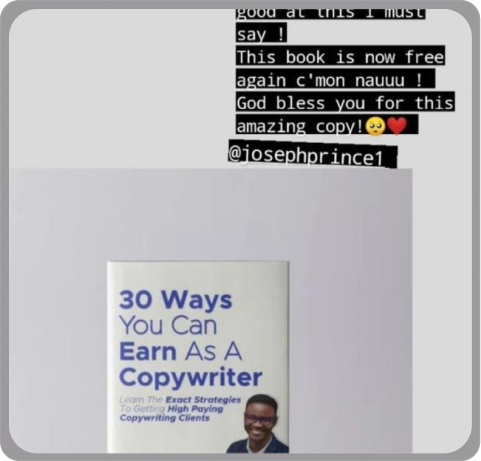 good at this I must
say !
This book is now free
again c'mon nauuu !
God bless you for this
amazing copy!🥺❤️
@josephprince1
30 Ways
You Can
Earn As A
Copywriter
Learn The Exact Strategies
To Getting High Paying
Copywriting Clients